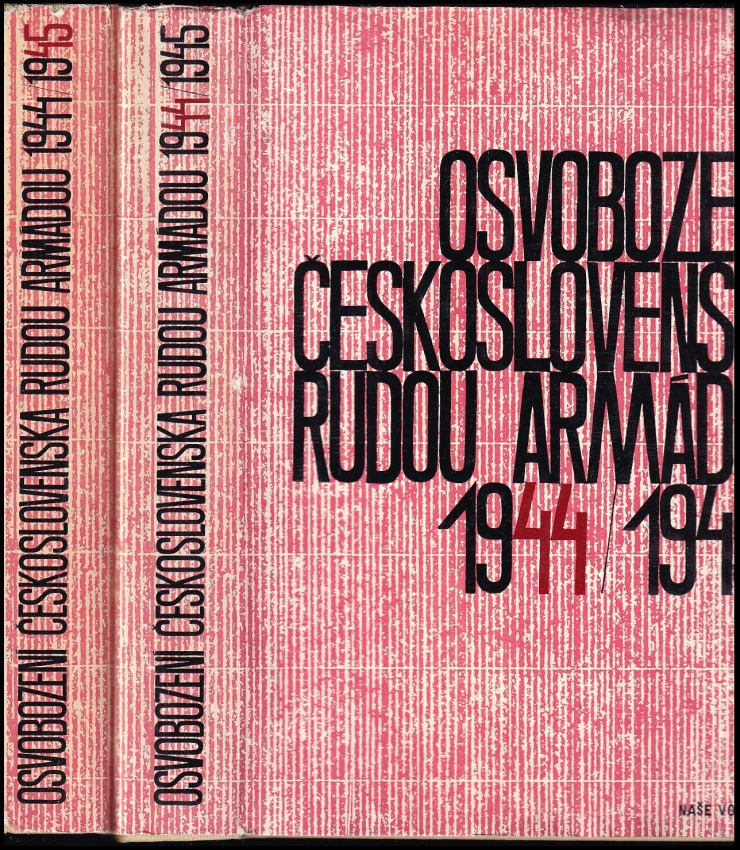 OSVOBOZENÍ ČESKOSLOVENSKA RUDOU ARMÁDOU 1944/1945
OSVOBOZENÍ ČESKOSLOVENSKA RUDOU ARMÁDOU 1944/1945
OSVOBOZE
ČESKOSLOVENS
RUDOU ARMÁD
1944/194
NAŠE VO